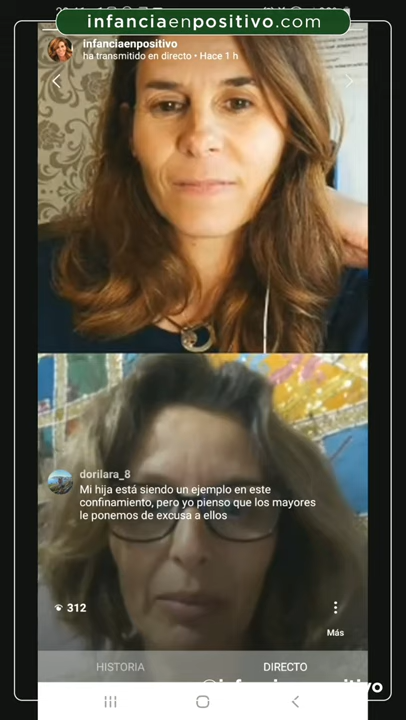 infanciaenpositivo.com
infanciaenpositivo
ha transmitido en directo • Hace 1 h
dorilara_8
Mi hija está siendo un ejemplo en este
confinamiento, pero yo pienso que los mayores
le ponemos de excusa a ellos
312
Más
HISTORIA
DIRECTO